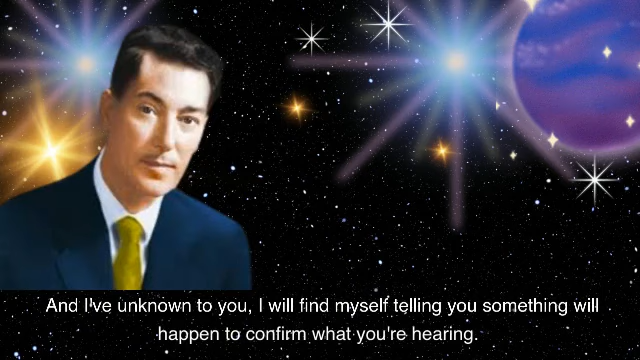 And I've unknown to you, I will find myself telling you something will
happen to confirm what you're hearing.